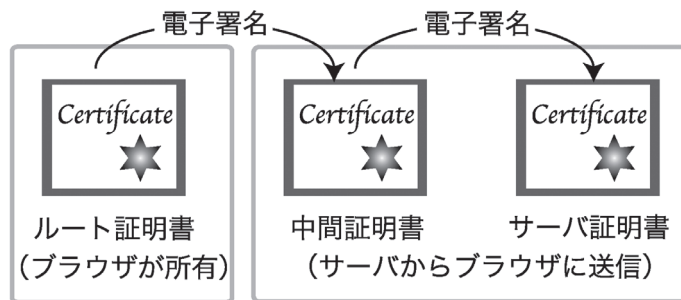 電子署名
電子署名
Certificate
Certificate
Certificate
ルート証明書
(ブラウザが所有)
中間証明書
サーバ証明書
(サーバからブラウザに送信)